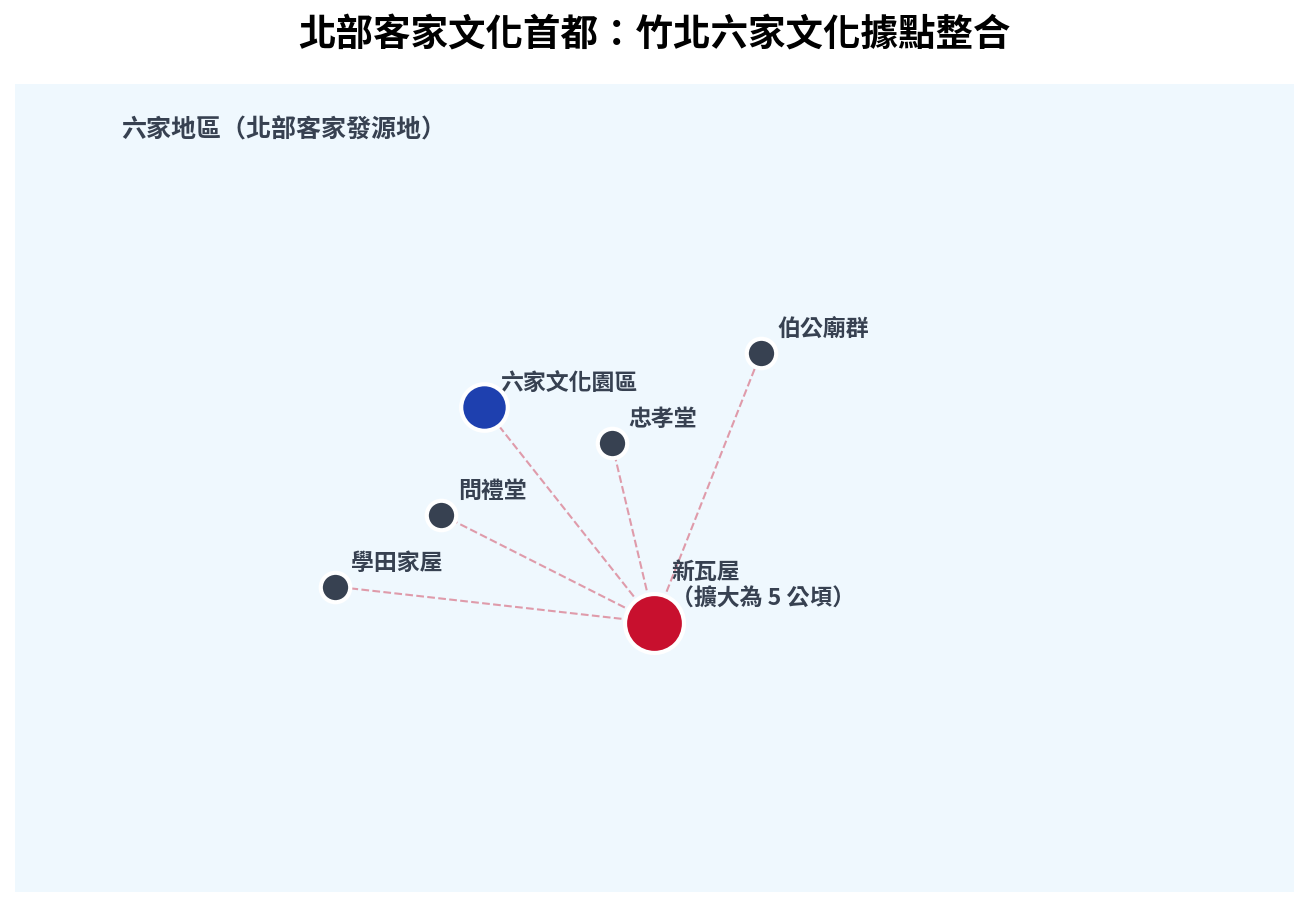 北部客家文化首都：竹北六家文化據點整合
六家地區（北部客家發源地）
伯公廟群
六家文化園區
忠孝堂
問禮堂
學田家屋
新瓦屋
（擴大為 5 公頃）